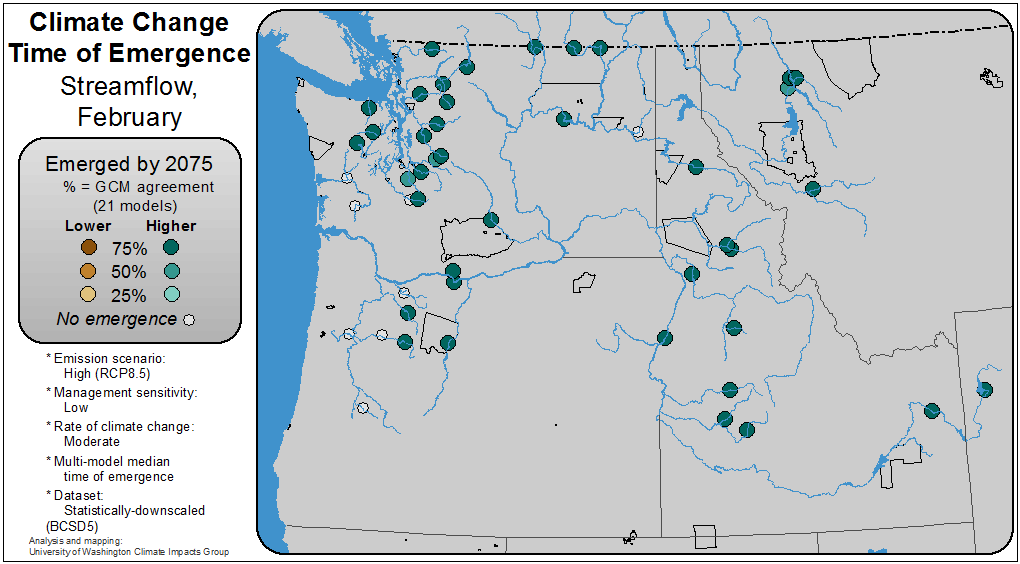 Climate Change
Time of Emergence
Streamflow,
February
Emerged by 2075
% = GCM agreement
(21 models)
Lower Higher
75%
50%
25%
No emergence
* Emission scenario:
High (RCP8.5)
* Management sensitivity:
Low
* Rate of climate change:
Moderate
* Multi-model median
time of emergence
* Dataset:
Statistically-downscaled
(BCSD5)
Analysis and mapping:
University of Washington Climate Impacts Group